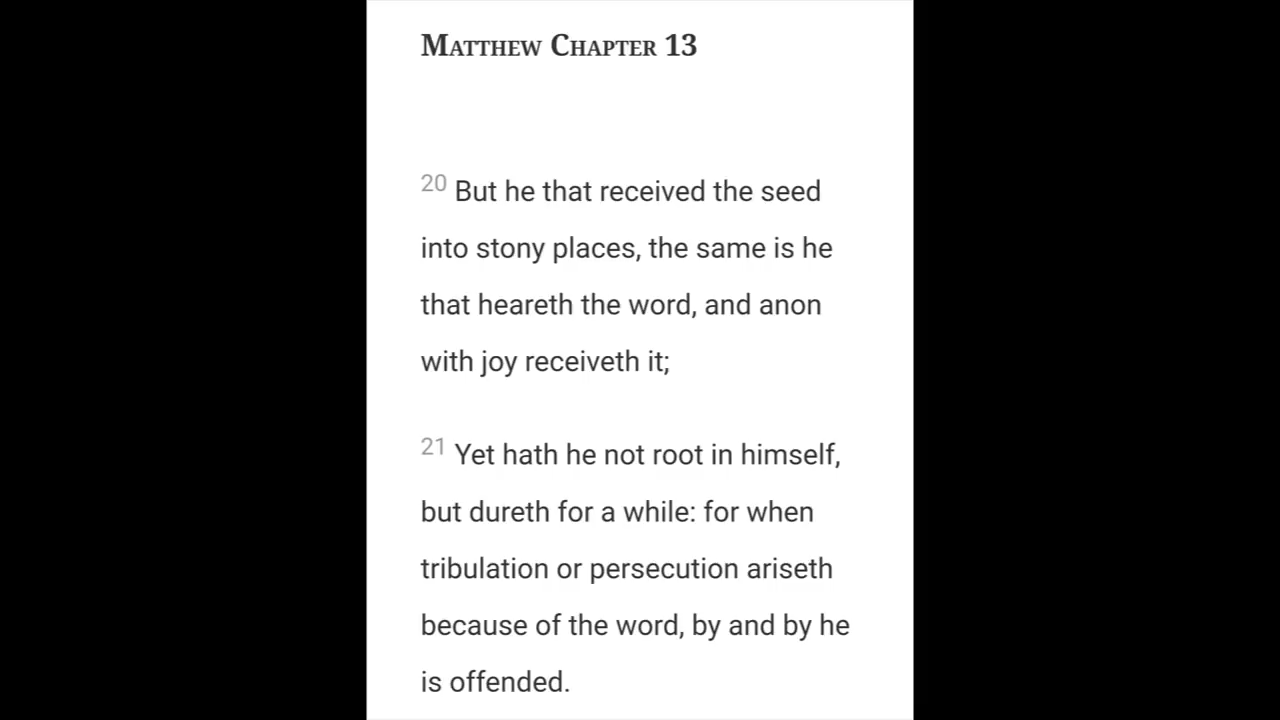 Matthew Chapter 13
20 But he that received the seed
into stony places, the same is he
that heareth the word, and anon
with joy receiveth it;
21 Yet hath he not root in himself,
but dureth for a while: for when
tribulation or persecution ariseth
because of the word, by and by he
is offended.